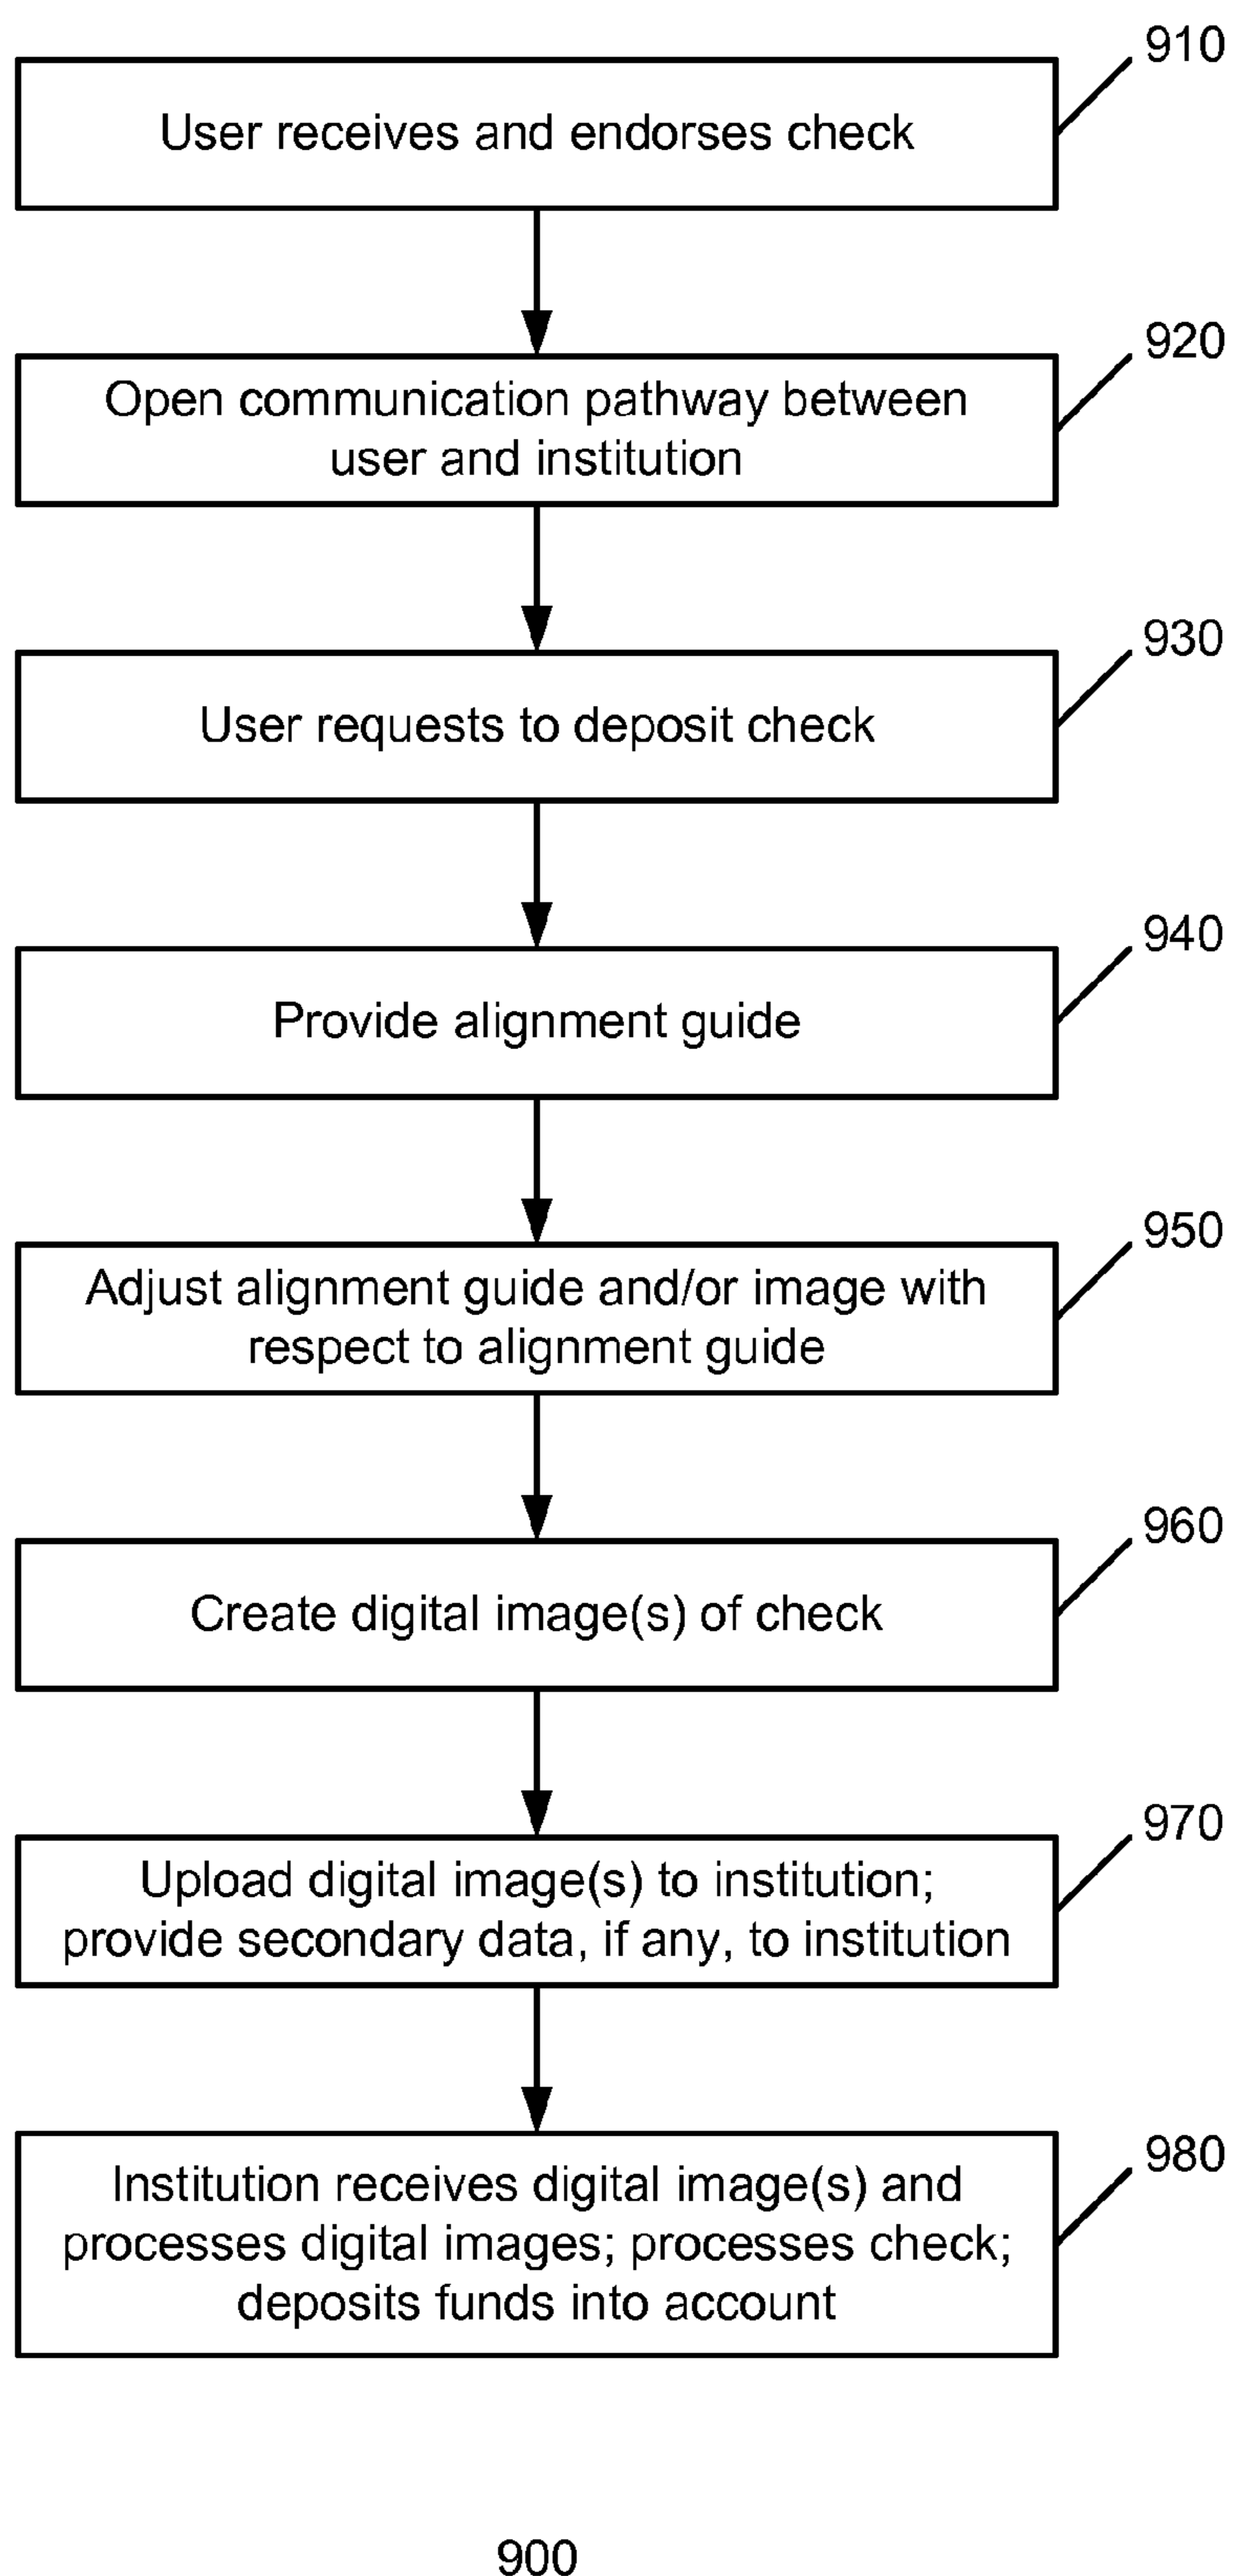 910
User receives and endorses check
920
Open communication pathway between
user and institution
930
User requests to deposit check
940
Provide alignment guide
950
Adjust alignment guide and/or image with
respect to alignment guide
960
Create digital image(s) of check
970
Upload digital image(s) to institution;
provide secondary data, if any, to institution
980
Institution receives digital image(s) and
processes digital images; processes check;
deposits funds into account
900